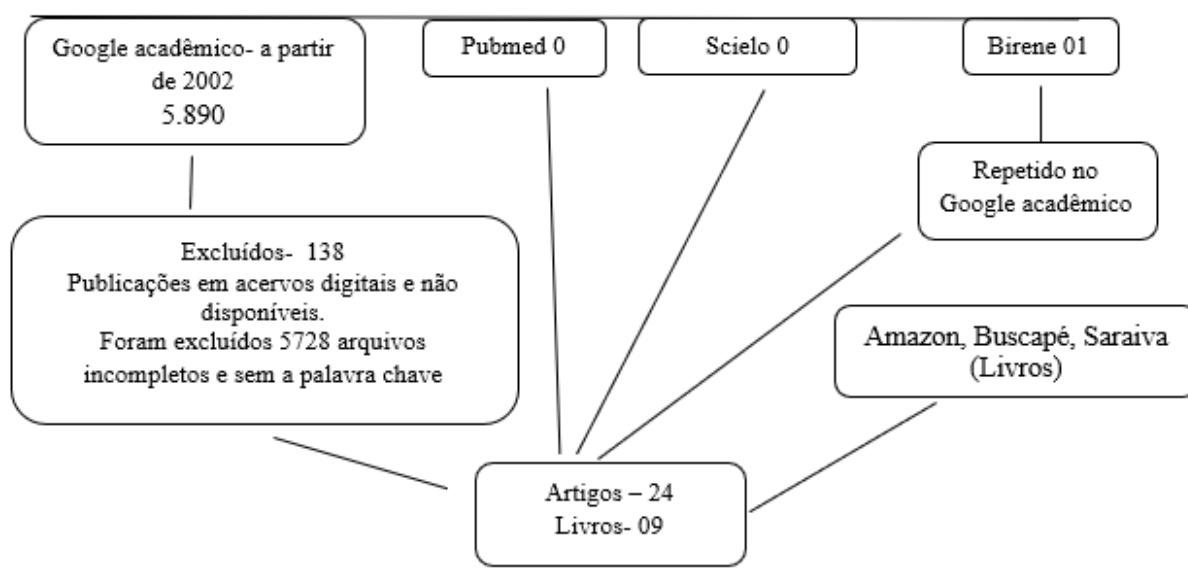 Google acadêmico- a partir
de 2002
5.890
Pubmed 0
Scielo 0
Birene 01
Repetido no
Google acadêmico
Excluídos- 138
Publicações em acervos digitais e não
disponíveis.
Foram excluídos 5728 arquivos
incompletos e sem a palavra chave
Amazon, Buscapé, Saraiva
(Livros)
Artigos – 24
Livros- 09